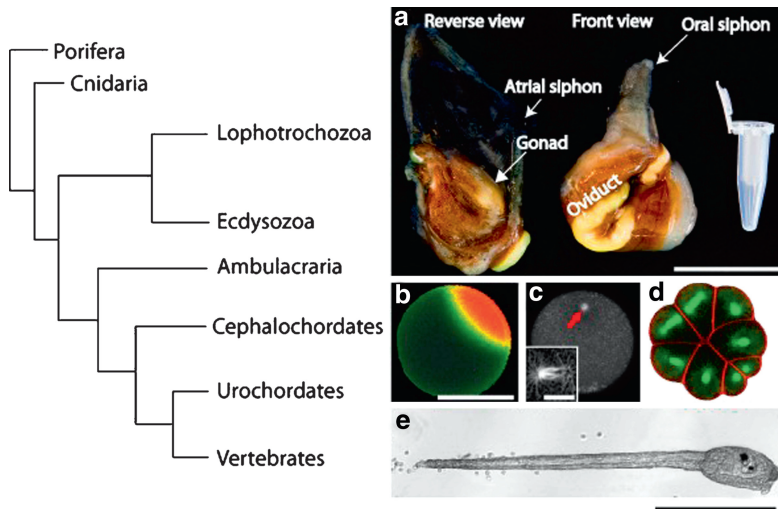 Porifera
Cnidaria
Lophotrochozoa
Ecdysozoa
Ambulacraria
Cephalochordates
Urochordates
Vertebrates
a
Reverse view
Front view
Oral siphon
Atrial siphon
Gonad
Oviduct
b
c
d
e